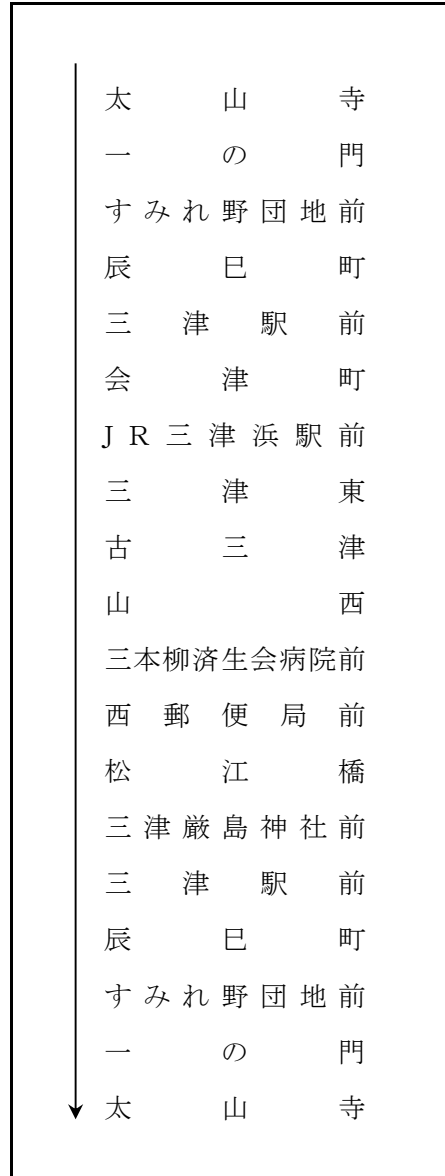 太山寺
一の門
すみれ野団地前
辰巳町
三津駅前
会津町
JR三津浜駅前
三津東
古三津
山西
三本柳済生会病院前
西郵便局前
松江橋
三津厳島神社前
三津駅前
辰巳町
すみれ野団地前
一の門
太山寺